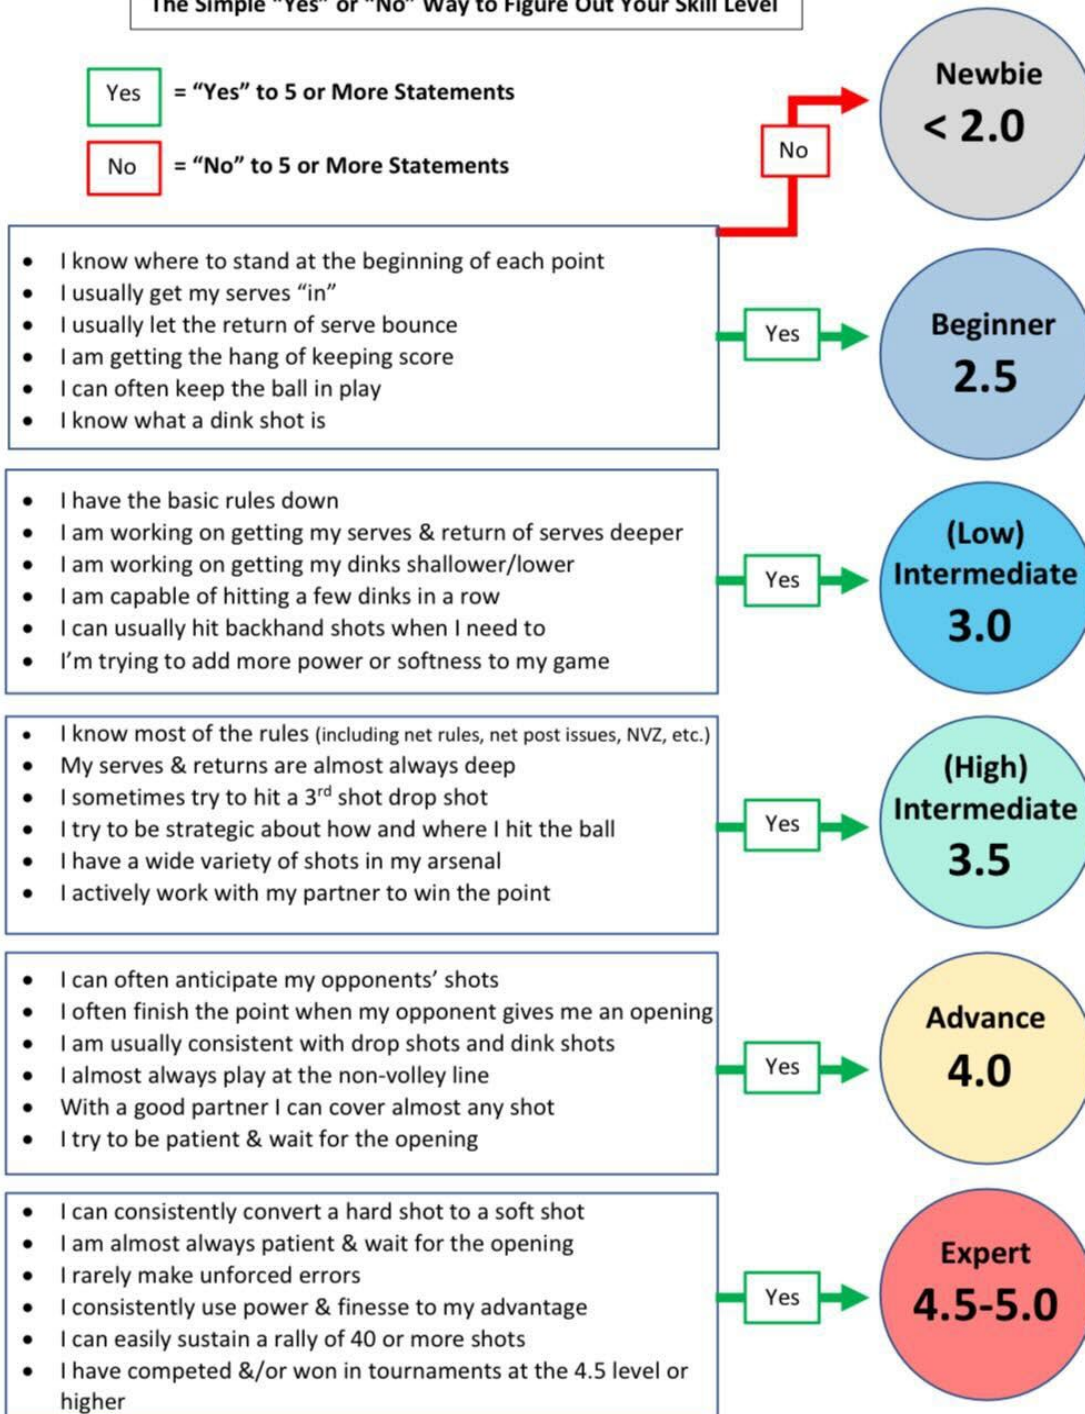 The Simple "Yes" or "No" Way to Figure Out Your Skill Level
Yes = "Yes" to 5 or More Statements
No = "No" to 5 or More Statements
No
Newbie
< 2.0
• I know where to stand at the beginning of each point
• I usually get my serves "in"
• I usually let the return of serve bounce
• I am getting the hang of keeping score
• I can often keep the ball in play
• I know what a dink shot is
Yes
Beginner
2.5
• I have the basic rules down
• I am working on getting my serves & return of serves deeper
• I am working on getting my dinks shallower/lower
• I am capable of hitting a few dinks in a row
• I can usually hit backhand shots when I need to
• I'm trying to add more power or softness to my game
Yes
(Low)
Intermediate
3.0
• I know most of the rules (including net rules, net post issues, NVZ, etc.)
• My serves & returns are almost always deep
• I sometimes try to hit a 3rd shot drop shot
• I try to be strategic about how and where I hit the ball
• I have a wide variety of shots in my arsenal
• I actively work with my partner to win the point
Yes
(High)
Intermediate
3.5
• I can often anticipate my opponents' shots
• I often finish the point when my opponent gives me an opening
• I am usually consistent with drop shots and dink shots
• I almost always play at the non-volley line
• With a good partner I can cover almost any shot
• I try to be patient & wait for the opening
Yes
Advance
4.0
• I can consistently convert a hard shot to a soft shot
• I am almost always patient & wait for the opening
• I rarely make unforced errors
• I consistently use power & finesse to my advantage
• I can easily sustain a rally of 40 or more shots
• I have competed &/or won in tournaments at the 4.5 level or
higher
Yes
Expert
4.5-5.0